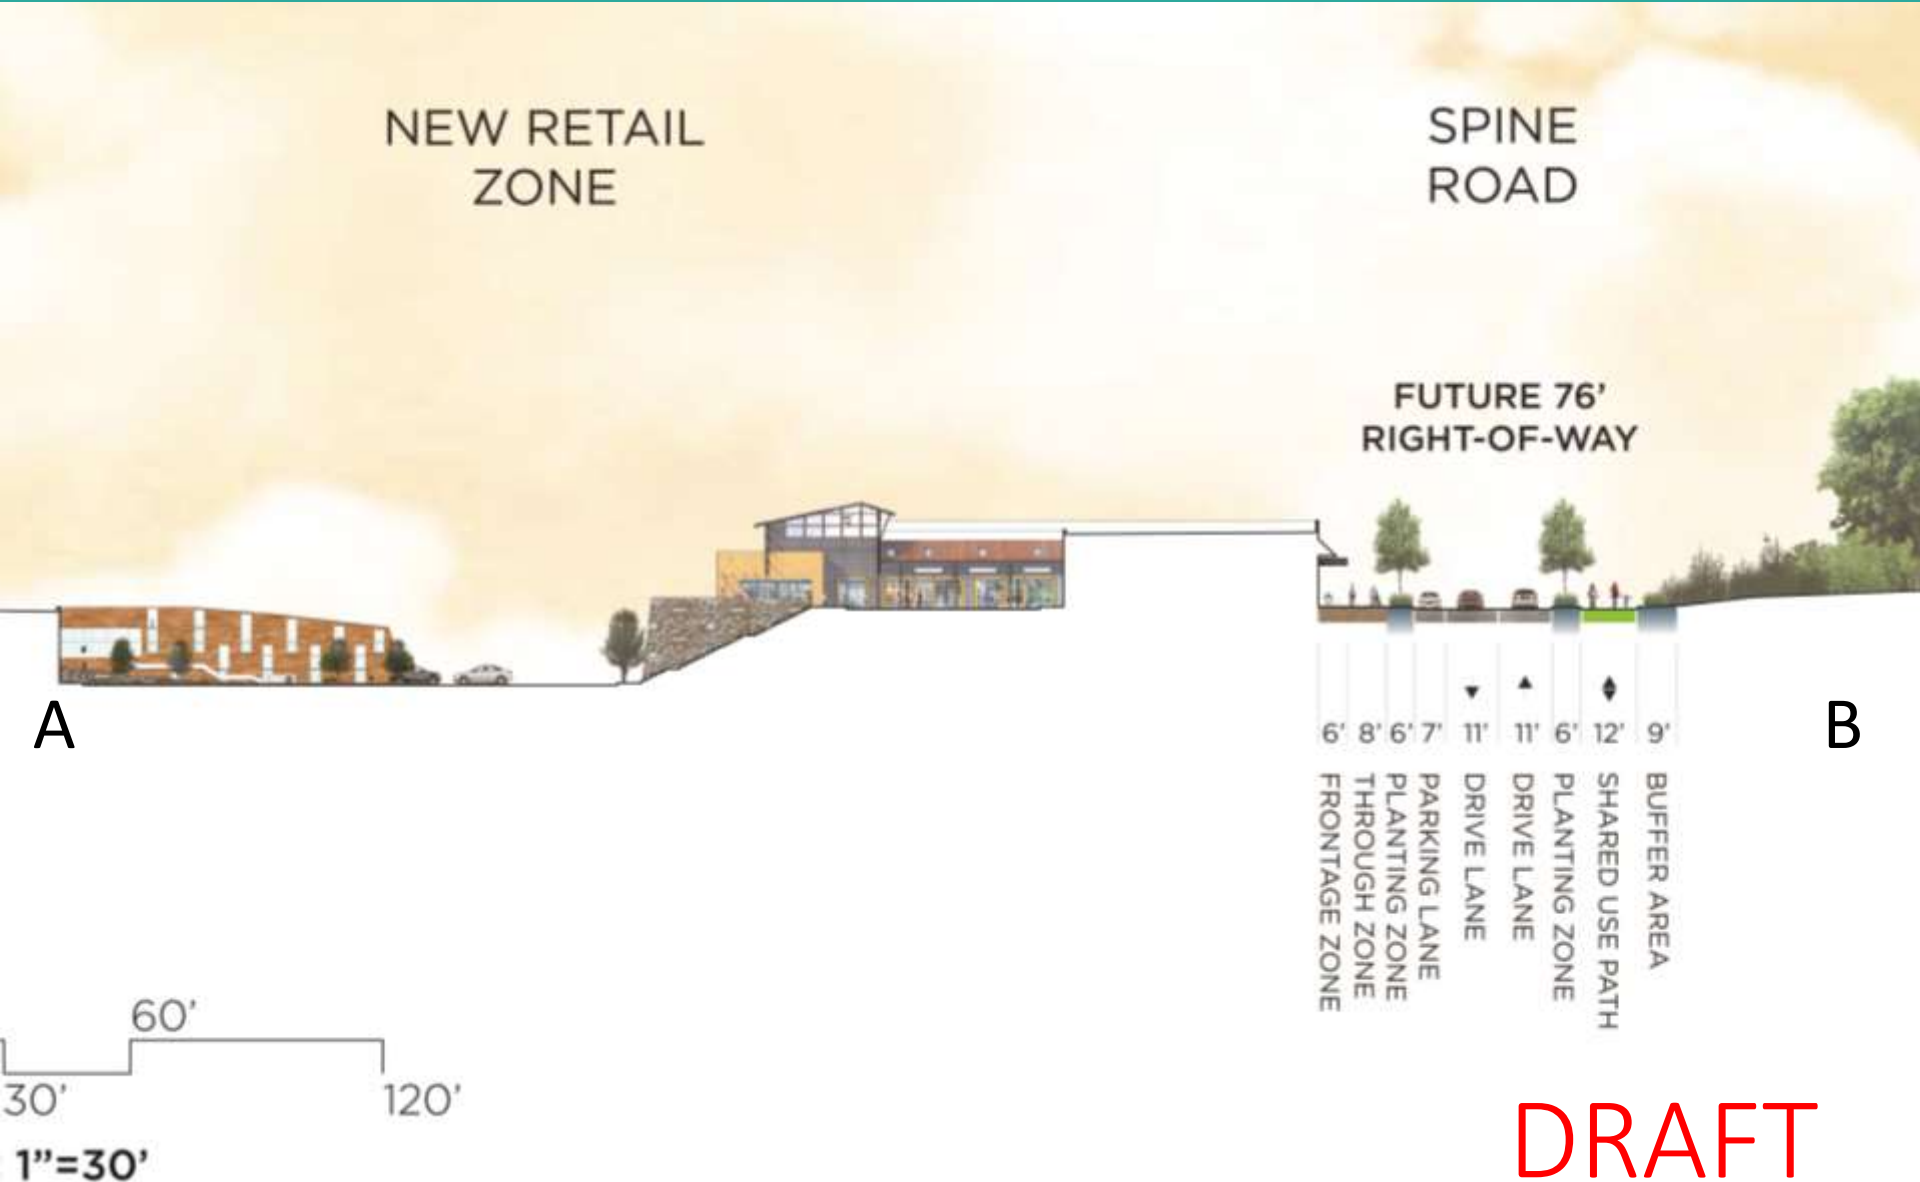 NEW RETAIL
ZONE
SPINE
ROAD
FUTURE 76’
RIGHT-OF-WAY
A
B
6’ 8’ 6’ 7’ 11’ 11’ 6’ 12’ 9’
FRONTAGE ZONE
THROUGH ZONE
PLANTING ZONE
PARKING LANE
DRIVE LANE
DRIVE LANE
PLANTING ZONE
SHARED USE PATH
BUFFER AREA
60’
30’
120’
1”=30’
DRAFT